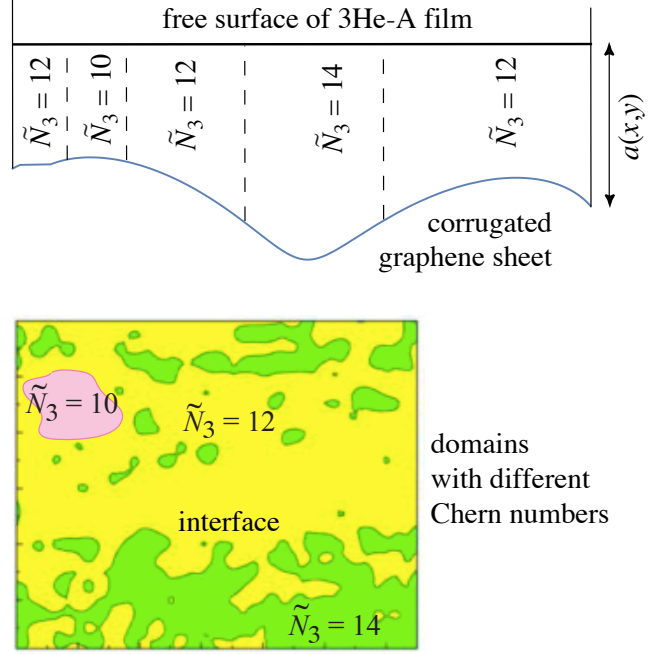 free surface of 3He-A film
Ñ₃ = 12
Ñ₃ = 10
Ñ₃ = 12
Ñ₃ = 14
Ñ₃ = 12
a(x,y)
corrugated
graphene sheet
Ñ₃ = 10
Ñ₃ = 12
domains
with different
Chern numbers
interface
Ñ₃ = 14